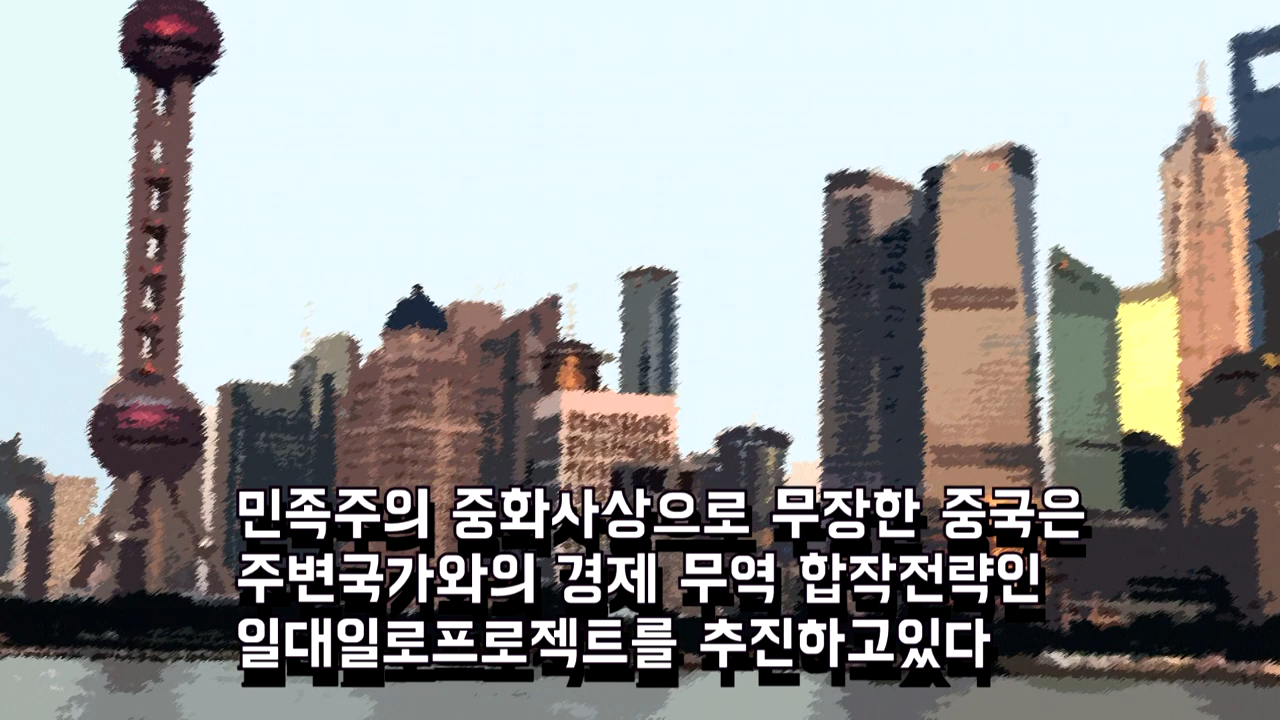 민족주의 중화사상으로 무장한 중국은
주변국가와의 경제 무역 합작전략인
일대일로프로젝트를 추진하고있다